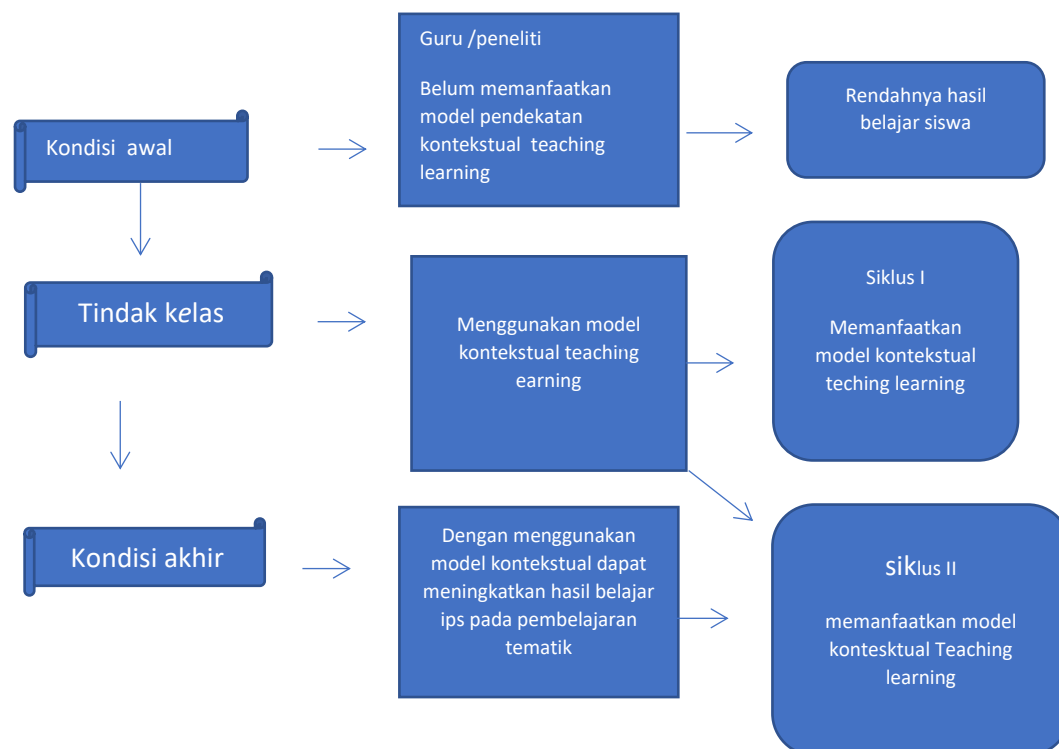 Kondisi awal
Guru /peneliti
Belum memanfaatkan
model pendekatan
kontekstual teaching
learning
Rendahnya hasil
belajar siswa
Tindak kelas
Menggunakan model
kontekstual teaching
earning
Siklus I
Memanfaatkan
model kontekstual
teching learning
Kondisi akhir
Dengan menggunakan
model kontekstual dapat
meningkatkan hasil belajar
ips pada pembelajaran
tematik
siklus II
memanfaatkan model
kontesktual Teaching
learning